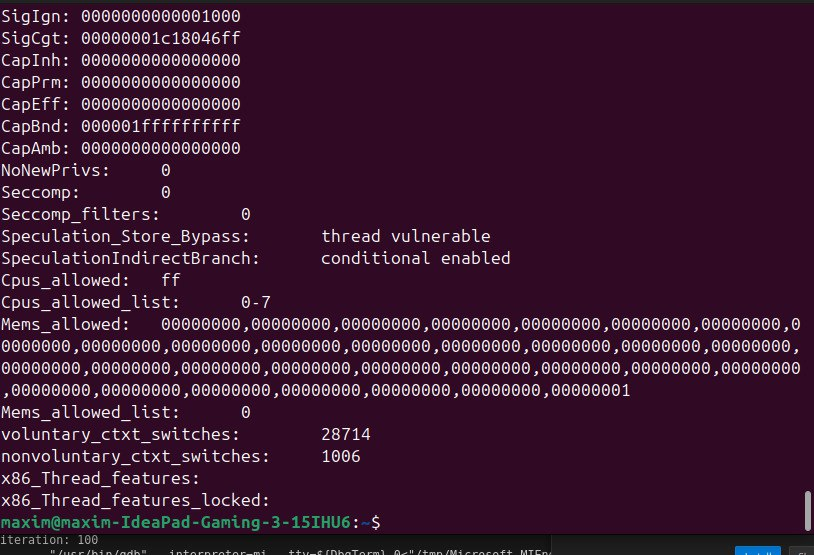 SigIgn: 0000000000001000
SigCgt: 00000001c18046ff
CapInh: 0000000000000000
CapPrm: 0000000000000000
CapEff: 0000000000000000
CapBnd: 000001ffffffffff
CapAmb: 0000000000000000
NoNewPrivs:	0
Seccomp:	0
Seccomp_filters:	0
Speculation_Store_Bypass:	thread vulnerable
SpeculationIndirectBranch:	conditional enabled
Cpus_allowed:	ff
Cpus_allowed_list:	0-7
Mems_allowed:	00000000,00000000,00000000,00000000,00000000,00000000,00000000,0
0000000,00000000,00000000,00000000,00000000,00000000,00000000,00000000,00000000,
00000000,00000000,00000000,00000000,00000000,00000000,00000000,00000000,00000000
,00000000,00000000,00000000,00000000,00000000,00000000,00000001
Mems_allowed_list:	0
voluntary_ctxt_switches:	28714
nonvoluntary_ctxt_switches:	1006
x86_Thread_features:
x86_Thread_features_locked:
maxim@maxim-IdeaPad-Gaming-3-15IHU6:~$
iteration: 100
"/usr/bin/gdb" --interpreter=mi --tty=${DbgTerm} 0<"/tmp/Microsoft-MIEn